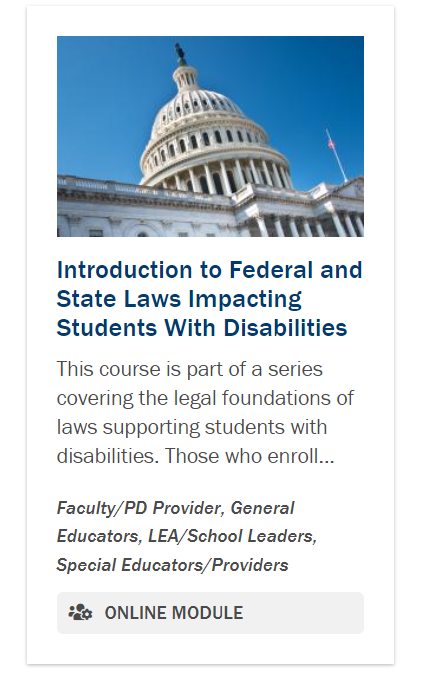 Introduction to Federal and
State Laws Impacting
Students With Disabilities
This course is part of a series
covering the legal foundations of
laws supporting students with
disabilities. Those who enroll...
Faculty/PD Provider, General
Educators, LEA/School Leaders,
Special Educators/Providers
ONLINE MODULE